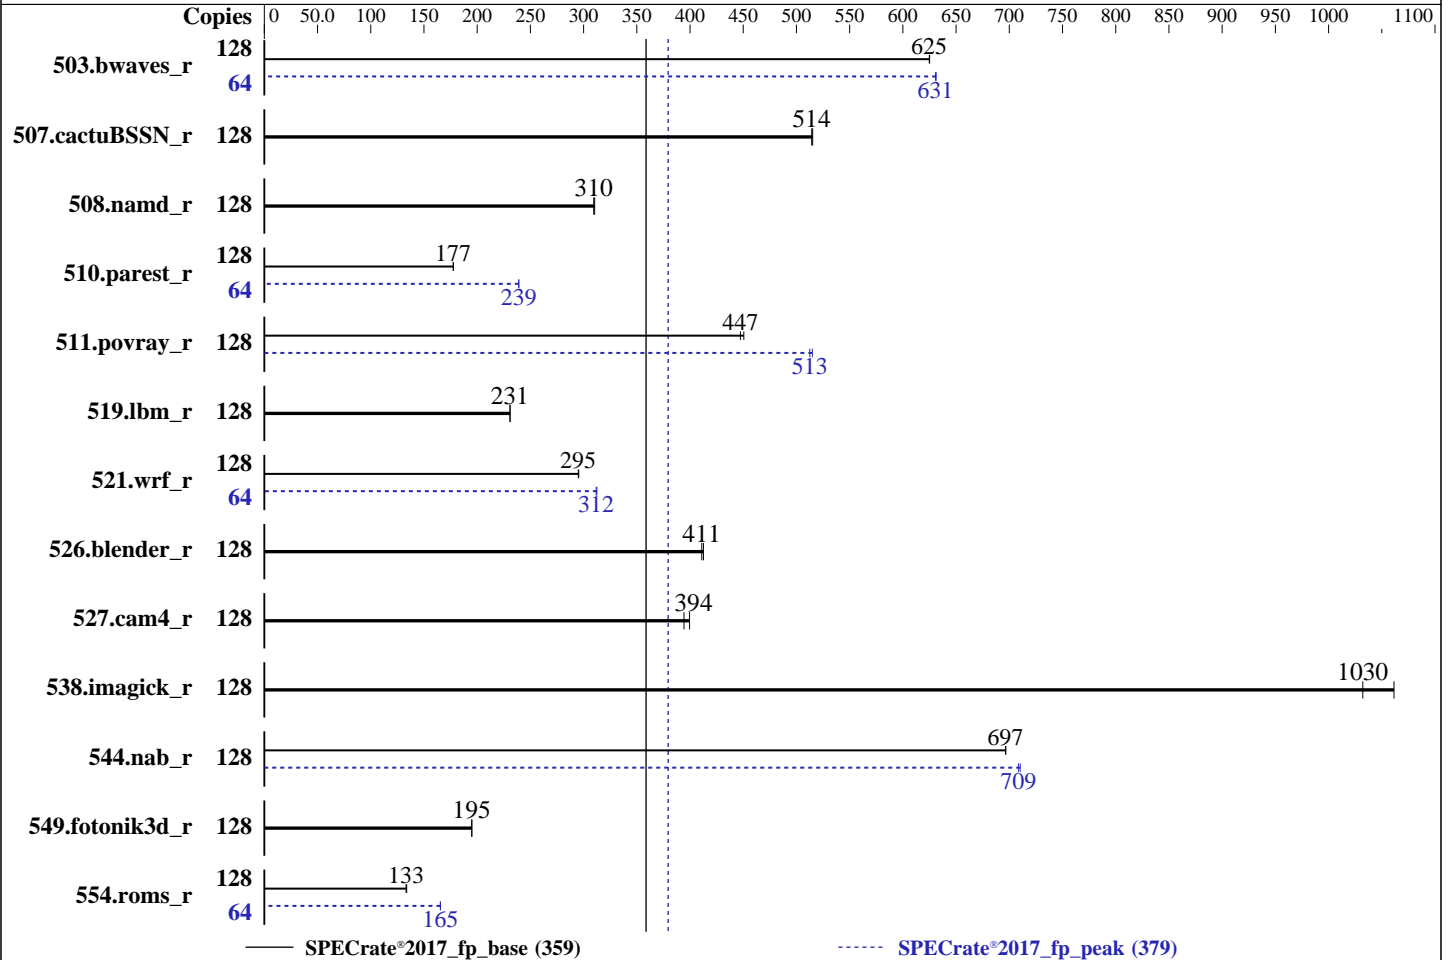 Copies 0 50.0 100 150 200 250 300 350 400 450 500 550 600 650 700 750 800 850 900 950 1000 1100
503.bwaves_r 128 625
64 631
507.cactuBSSN_r 128 514
508.namd_r 128 310
510.parest_r 128 177
64 239
511.povray_r 128 447
513
519.lbm_r 128 231
521.wrf_r 128 295
64 312
526.blender_r 128 411
527.cam4_r 128 394
538.imagick_r 128 1030
544.nab_r 128 697
709
549.fotonik3d_r 128 195
554.roms_r 128 133
64 165
SPECrate®2017_fp_base (359) SPECrate®2017_fp_peak (379)